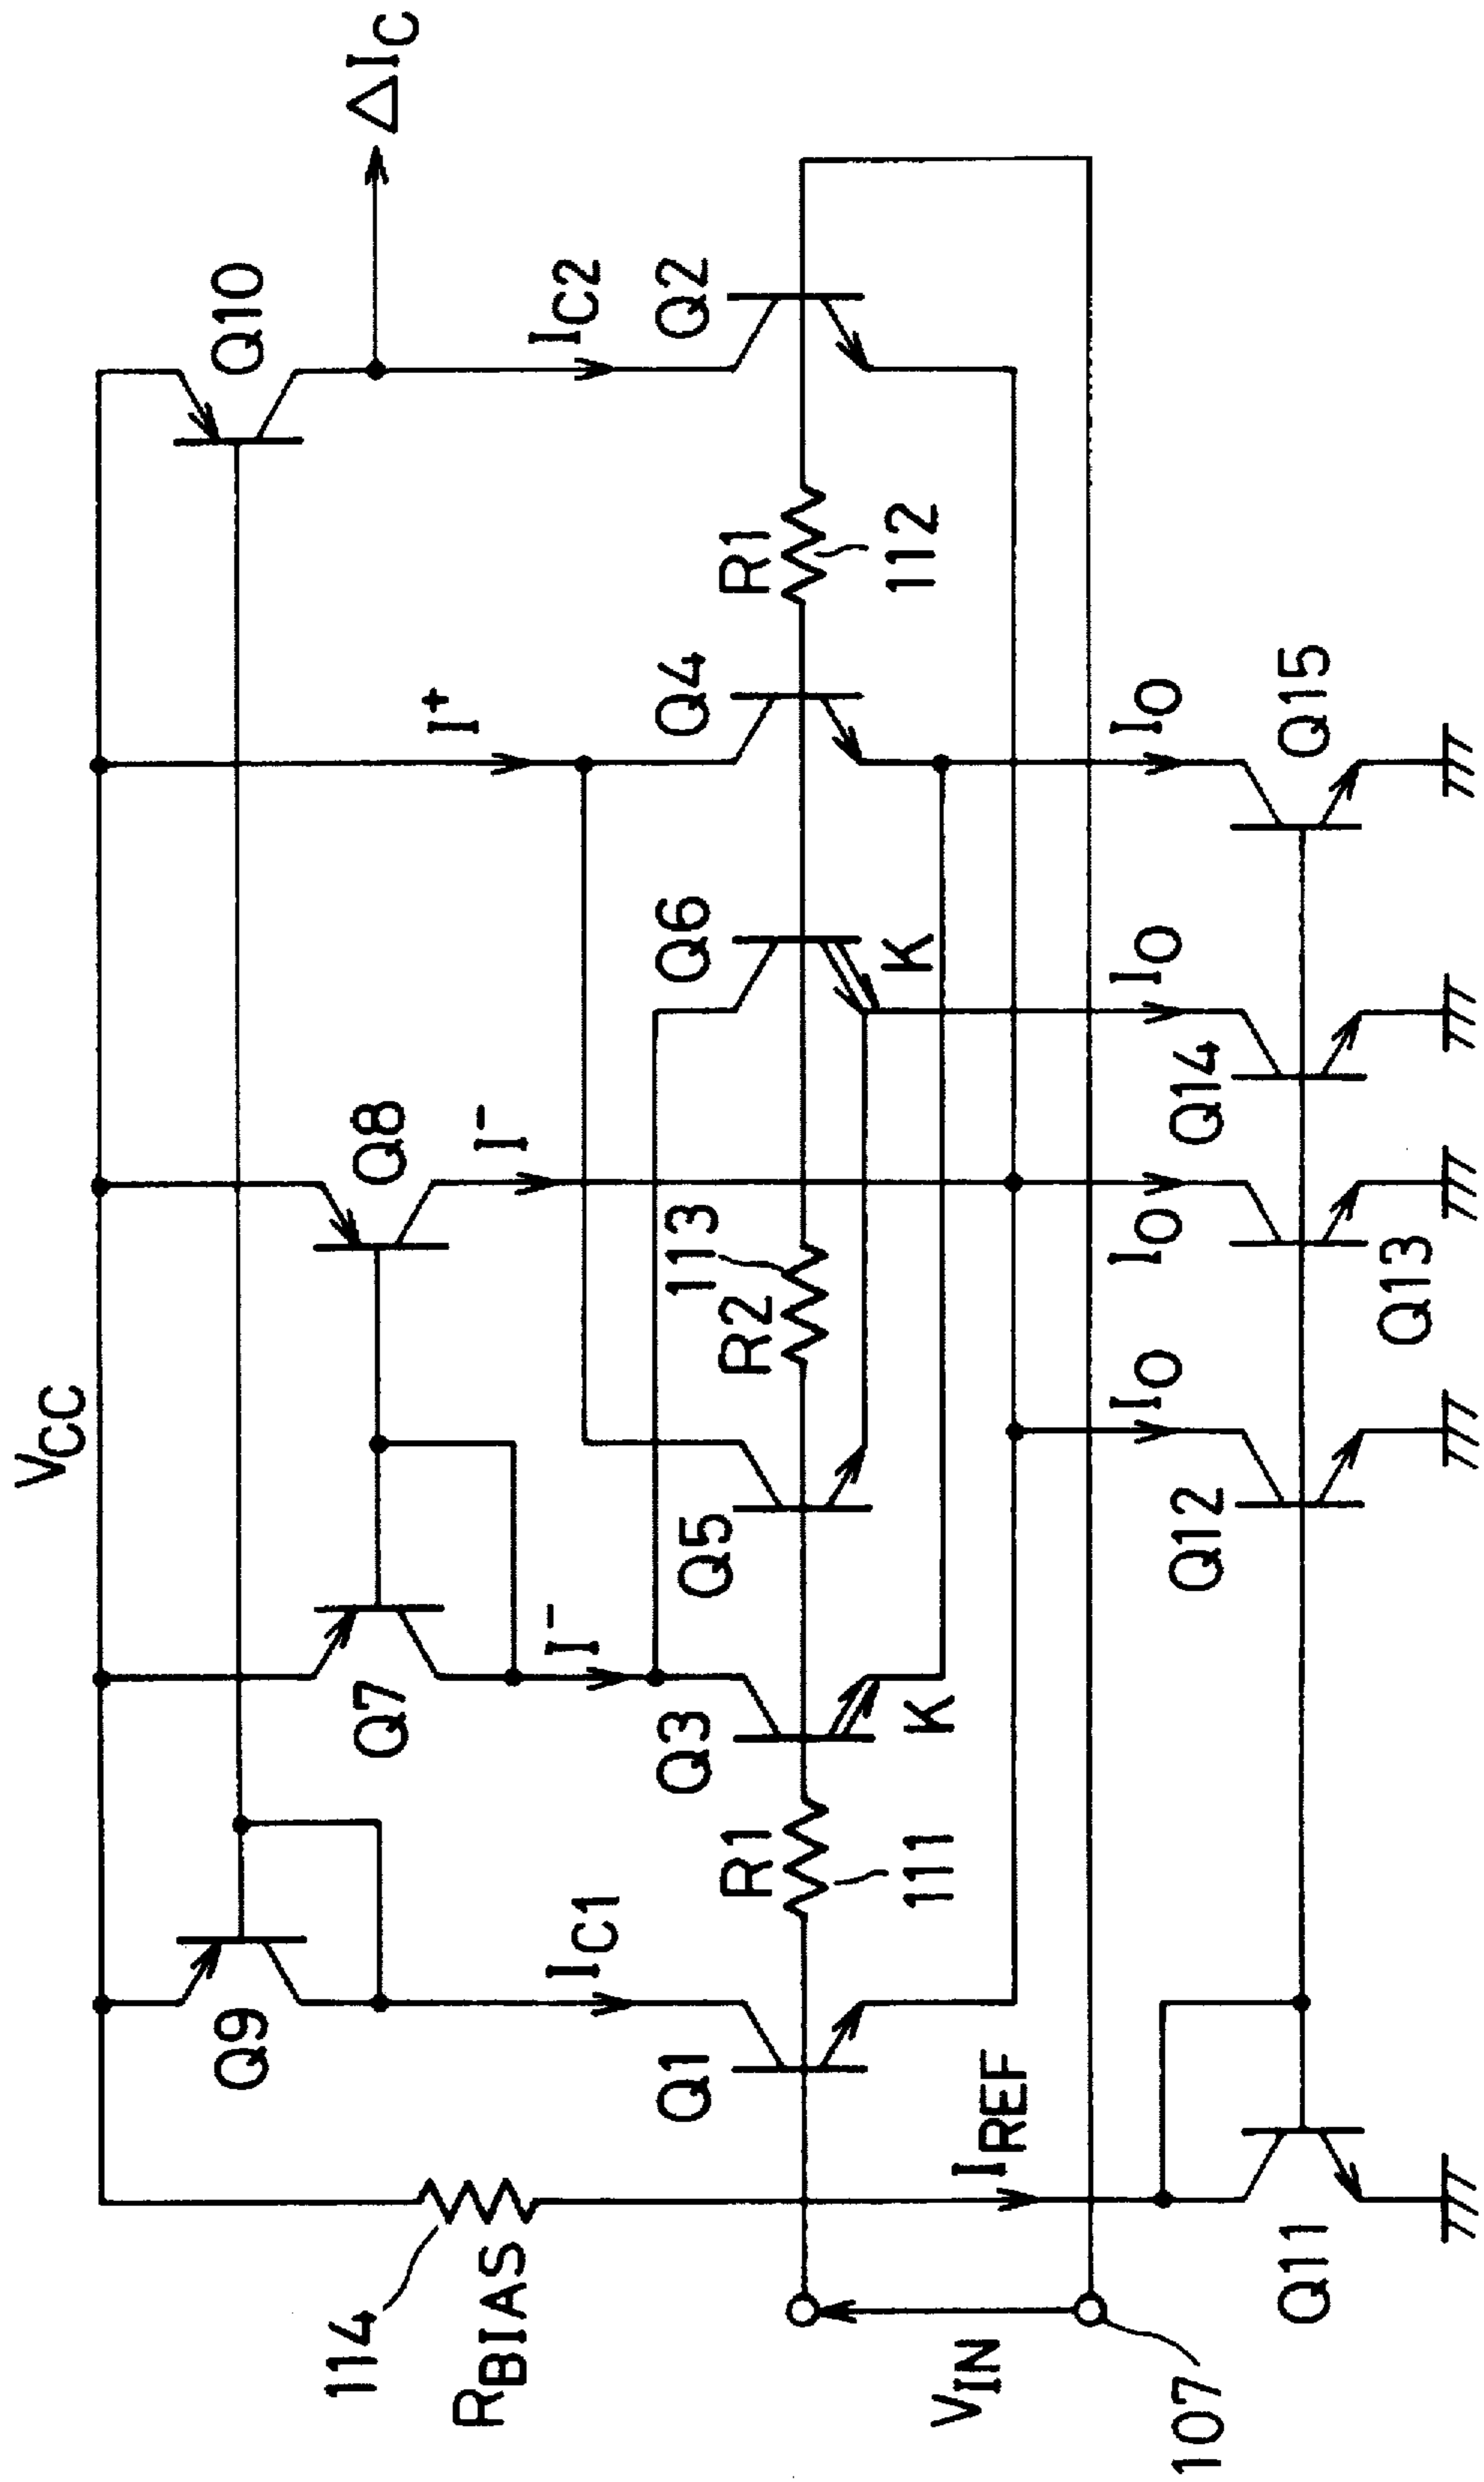 VCC
Q9
Q7
Q8
Q10
ΔIC
114
RBIAS
IC1
I-
I-
I+
IC2
Q1
Q3
Q5
Q6
Q4
Q2
R1
111
R2
113
R1
112
K
K
VIN
107
IREF
IO
IO
IO
IO
Q11
Q12
Q13
Q14
Q15